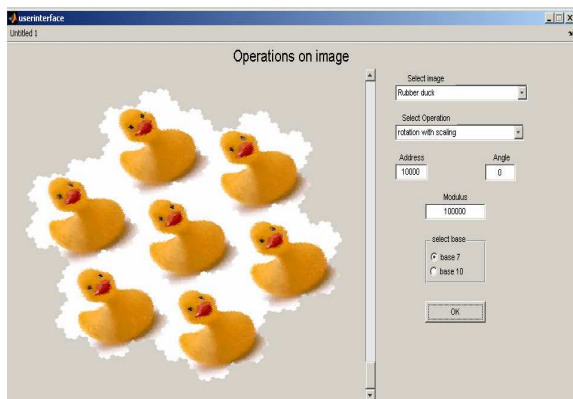 userinterface
Untitled 1
Operations on image
Select image
Rubber duck
Select Operation
rotation with scaling
Address Angle
10000 0
Modulus
100000
select base
base 7
base 10
OK